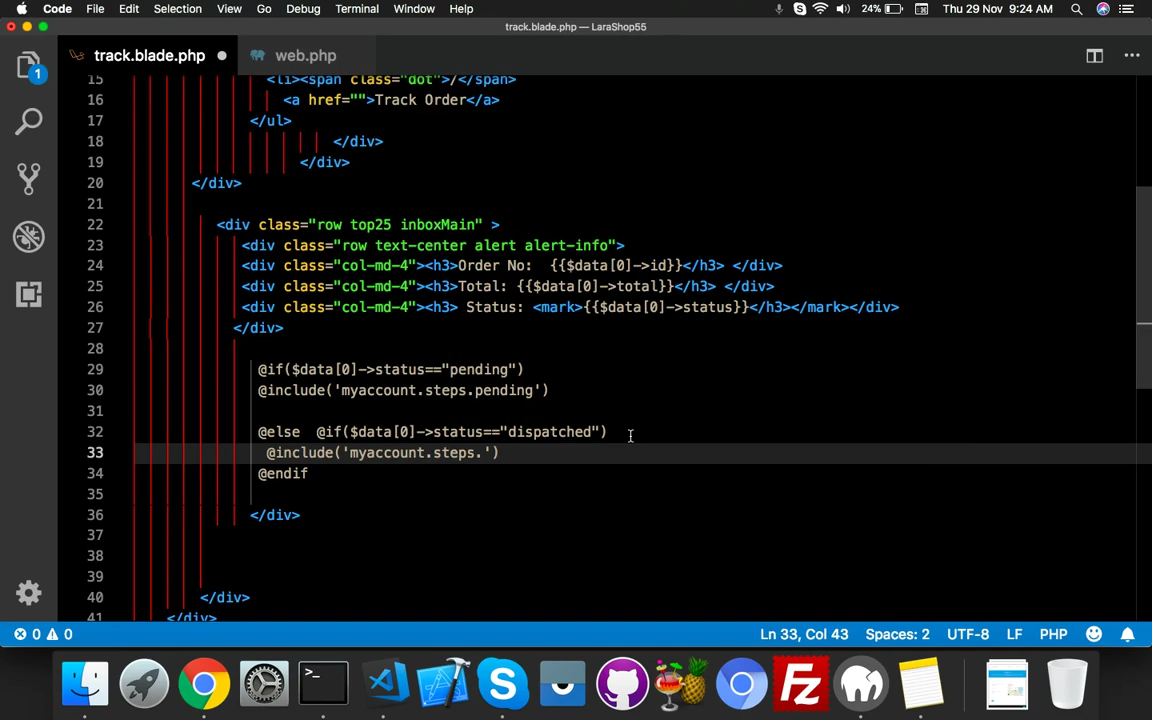 Code File Edit Selection View Go Debug Terminal Window Help 24% Thu 29 Nov 9:24 AM
track.blade.php — LaraShop55
track.blade.php web.php
1
15 <li><span class="dot">/</span>
16 <a href="">Track Order</a>
17 </ul>
18 </div>
19 </div>
20 </div>
21
22 <div class="row top25 inboxMain" >
23 <div class="row text-center alert alert-info">
24 <div class="col-md-4"><h3>Order No:  {{$data[0]->id}}</h3> </div>
25 <div class="col-md-4"><h3>Total: {{$data[0]->total}}</h3> </div>
26 <div class="col-md-4"><h3> Status: <mark>{{$data[0]->status}}</h3></mark></div>
27 </div>
28
29 @if($data[0]->status=="pending")
30 @include('myaccount.steps.pending')
31
32 @else  @if($data[0]->status=="dispatched")
33 @include('myaccount.steps.')
34 @endif
35
36 </div>
37
38
39
40 </div>
41 </div>
0 0 Ln 33, Col 43 Spaces: 2 UTF-8 LF PHP